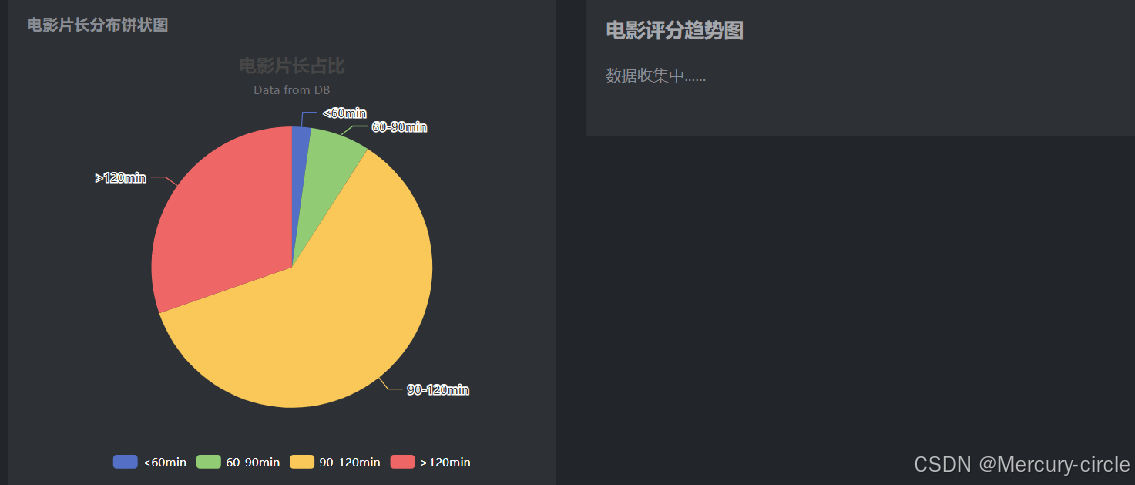 电影片长分布饼状图
电影片长占比
Data from DB
<60min
60-90min
>120min
90-120min
<60min 60-90min 90-120min >120min
电影评分趋势图
数据收集中......
CSDN @Mercury-circle